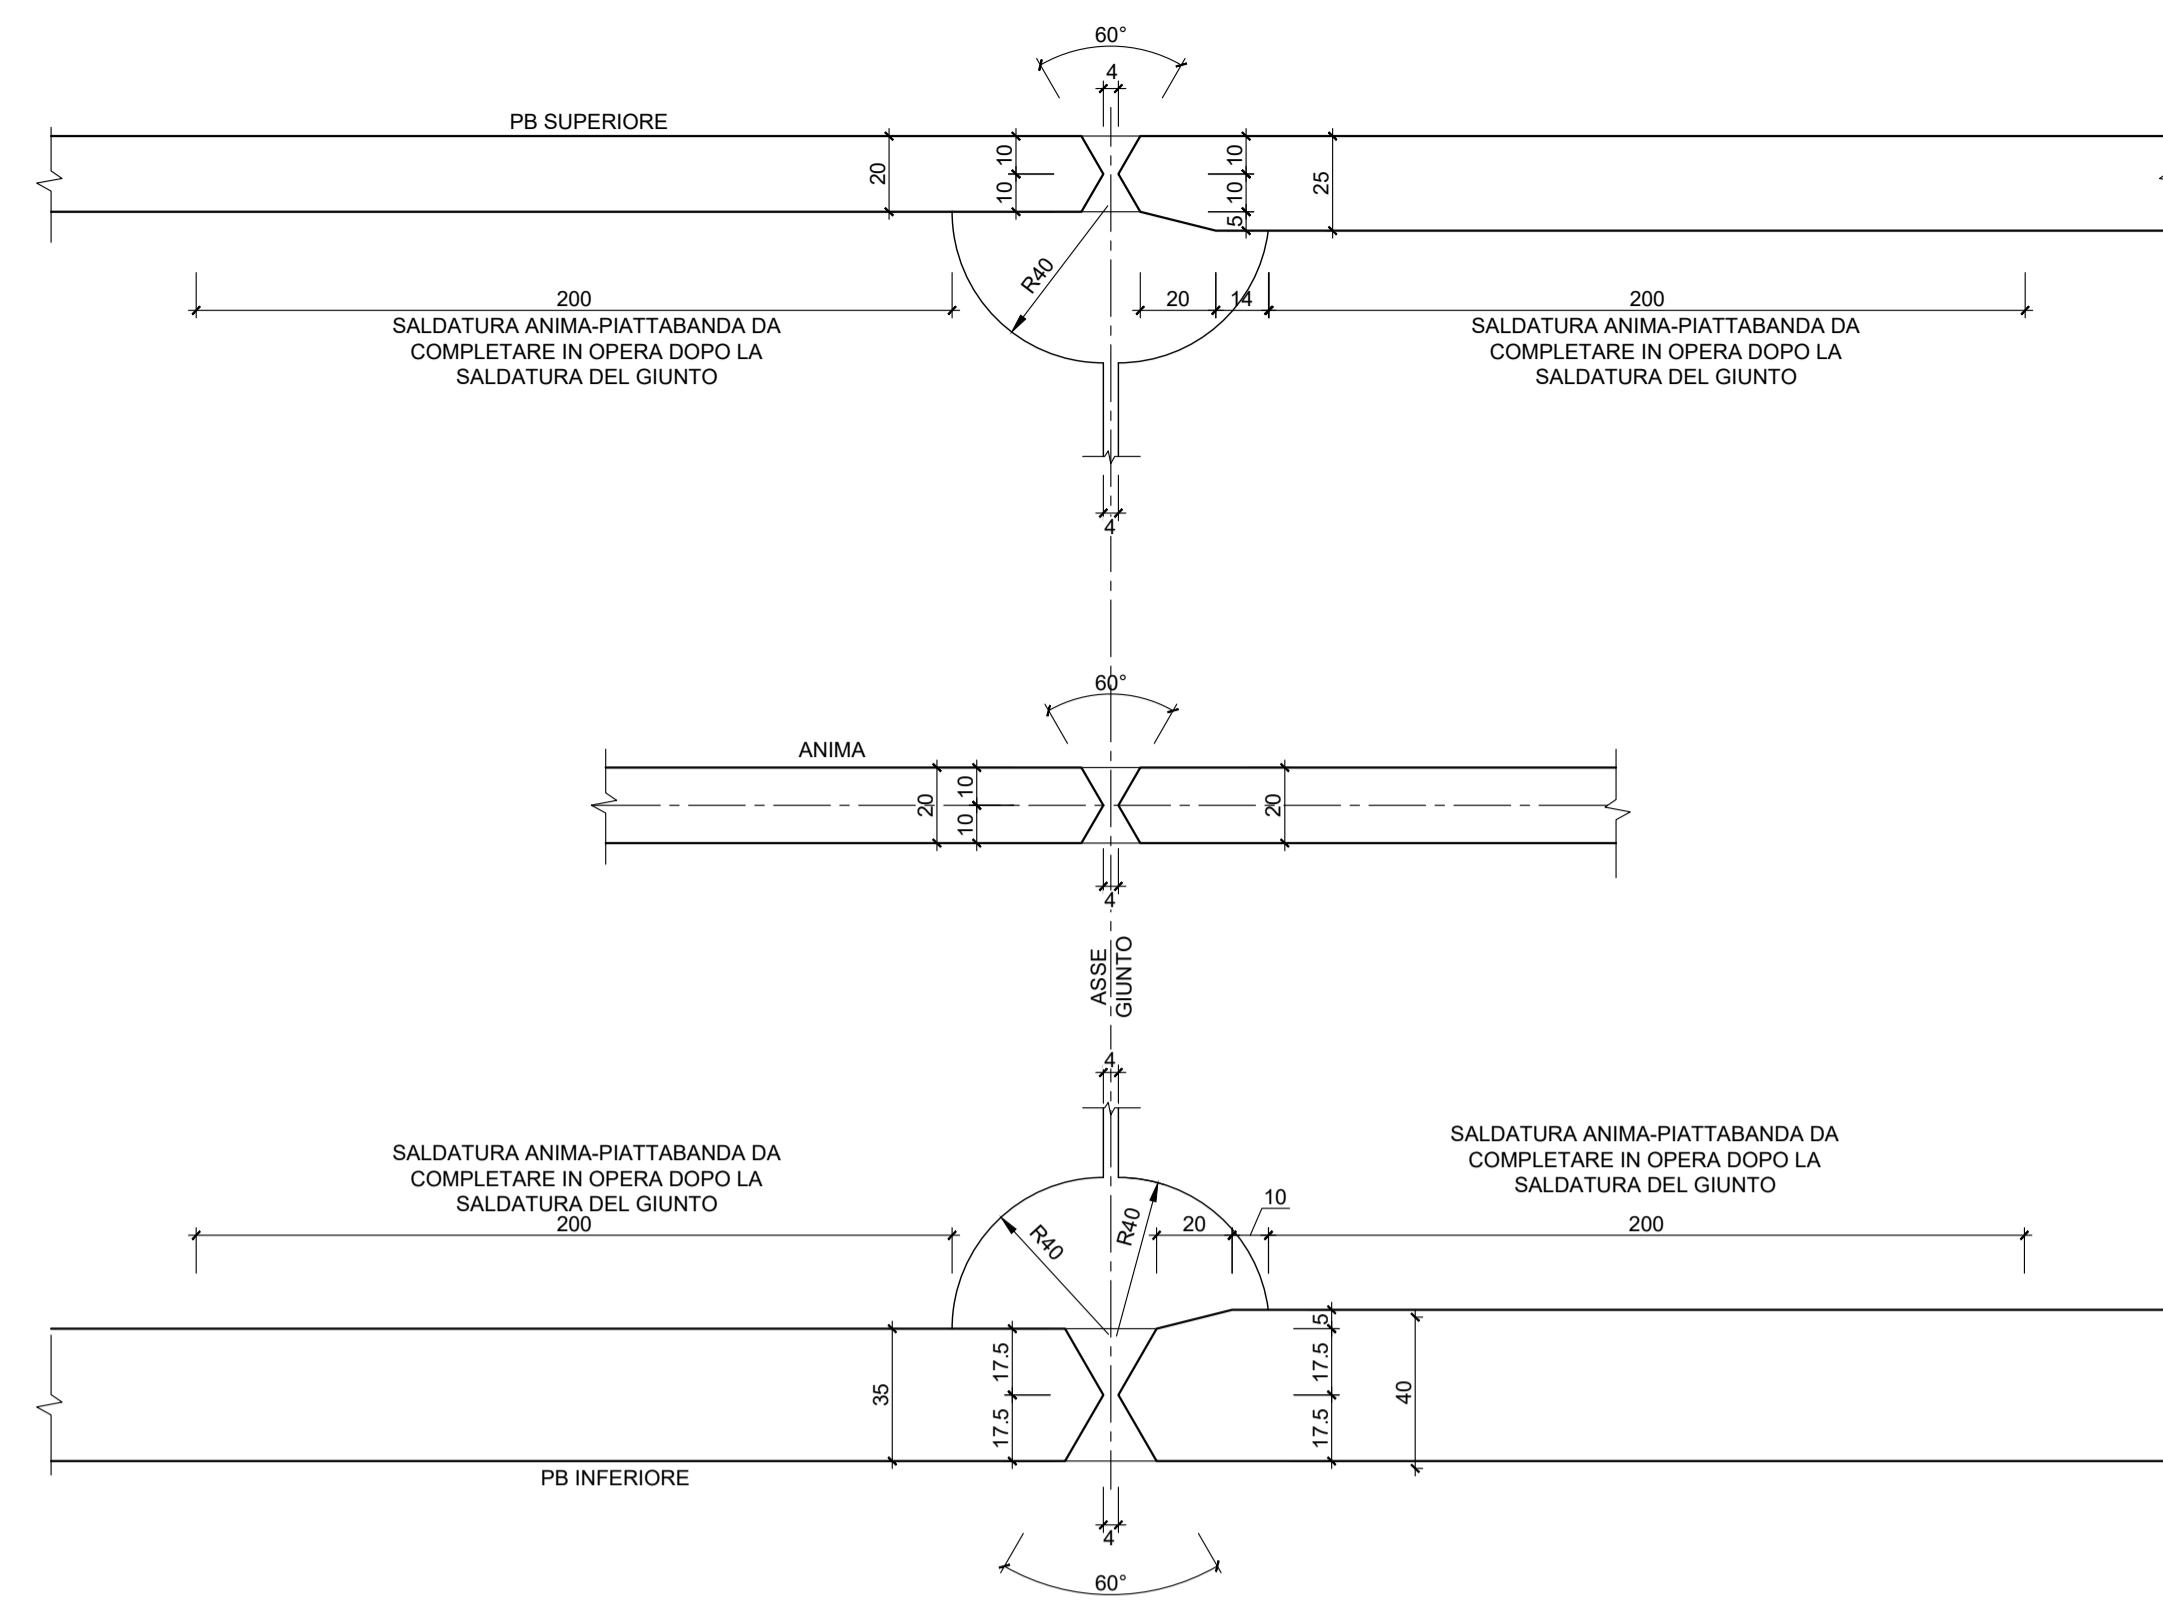 60°
4
PB SUPERIORE
20
10
10
10
10
5
25
R40
200
SALDATURA ANIMA-PIATTABANDA DA
COMPLETARE IN OPERA DOPO LA
SALDATURA DEL GIUNTO
20
14
200
SALDATURA ANIMA-PIATTABANDA DA
COMPLETARE IN OPERA DOPO LA
SALDATURA DEL GIUNTO
4
60°
ANIMA
20
10
10
20
4
ASSE
GIUNTO
4
SALDATURA ANIMA-PIATTABANDA DA
COMPLETARE IN OPERA DOPO LA
SALDATURA DEL GIUNTO
200
SALDATURA ANIMA-PIATTABANDA DA
COMPLETARE IN OPERA DOPO LA
SALDATURA DEL GIUNTO
R40
R40
20
10
200
35
17.5
17.5
5
17.5
17.5
40
PB INFERIORE
4
60°